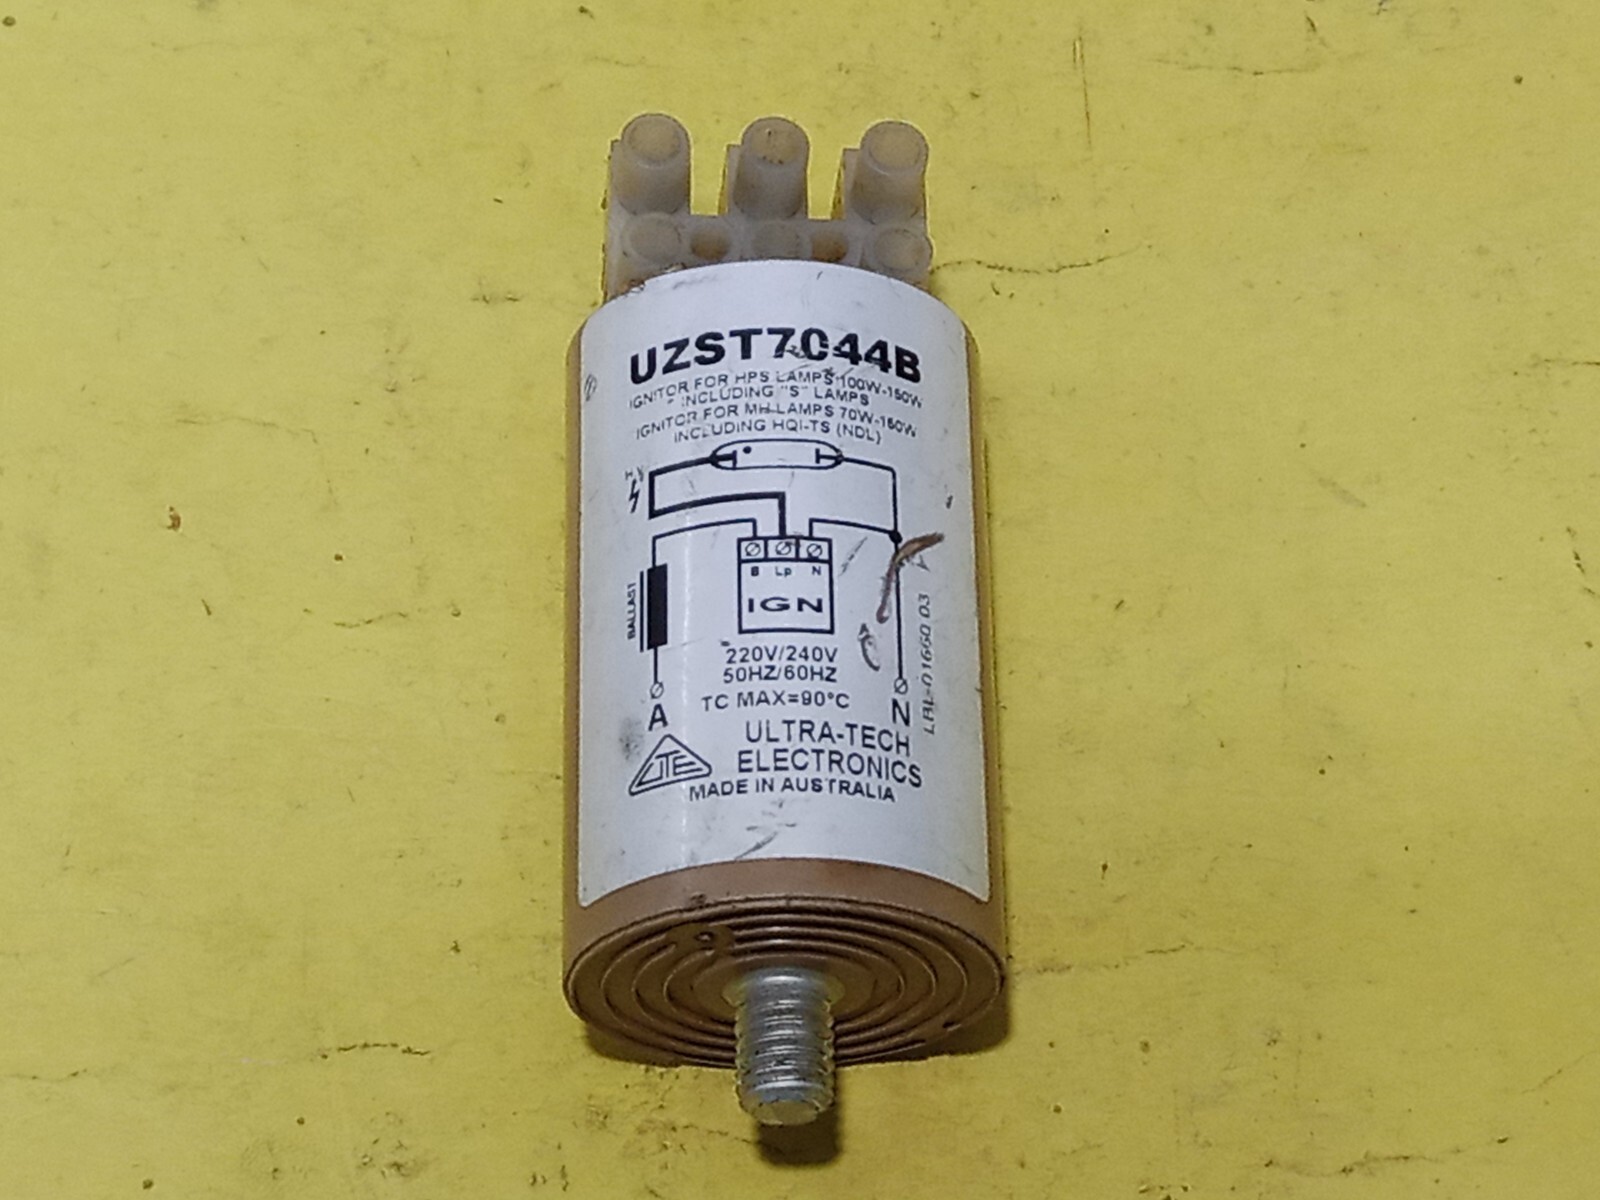 UZST7044B
IGNITOR FOR HPS LAMPS 100W-150W
INCLUDING "S" LAMPS
IGNITOR FOR MH LAMPS 70W-150W
INCLUDING HQI-TS (NDL)
H.V
B Lp N
IGN
BALLAST
220V/240V
50HZ/60HZ
TC MAX=90°C
A
N
LBL-01660 03
UTE
ULTRA-TECH
ELECTRONICS
MADE IN AUSTRALIA